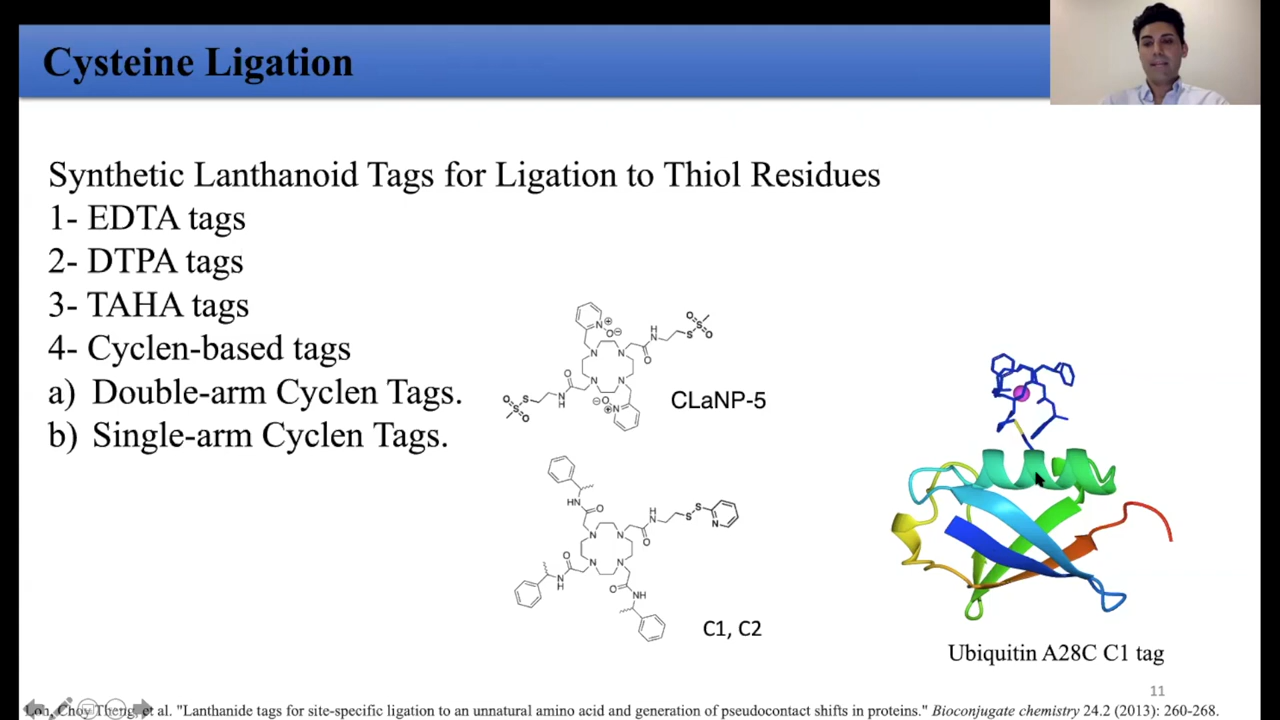 Cysteine Ligation
Synthetic Lanthanoid Tags for Ligation to Thiol Residues
1- EDTA tags
2- DTPA tags
3- TAHA tags
4- Cyclen-based tags
a) Double-arm Cyclen Tags.
b) Single-arm Cyclen Tags.
CLaNP-5
C1, C2
Ubiquitin A28C C1 tag
11
Loh, Choy Theng, et al. "Lanthanide tags for site-specific ligation to an unnatural amino acid and generation of pseudocontact shifts in proteins." Bioconjugate chemistry 24.2 (2013): 260-268.